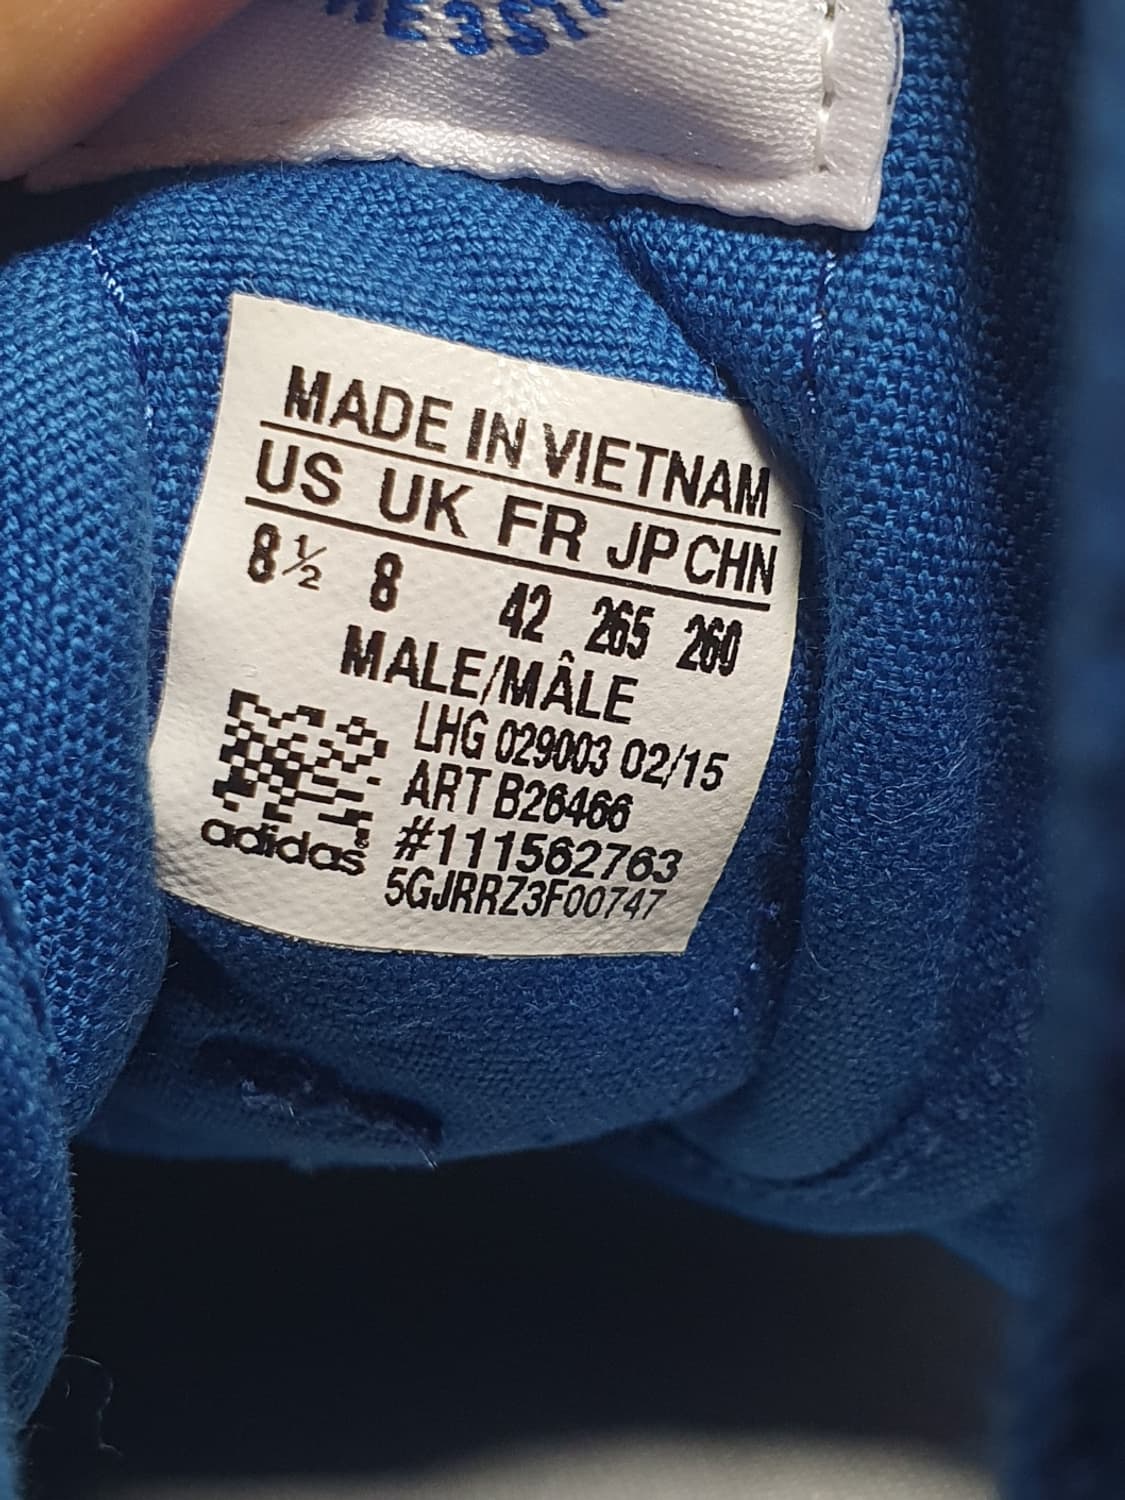 MADE IN VIETNAM
US UK FR JP CHN
8½ 8 42 265 260
MALE/MÂLE
LHG 029003 02/15
ART B26466
#111562763
adidas®
5GJRRZ3F00747